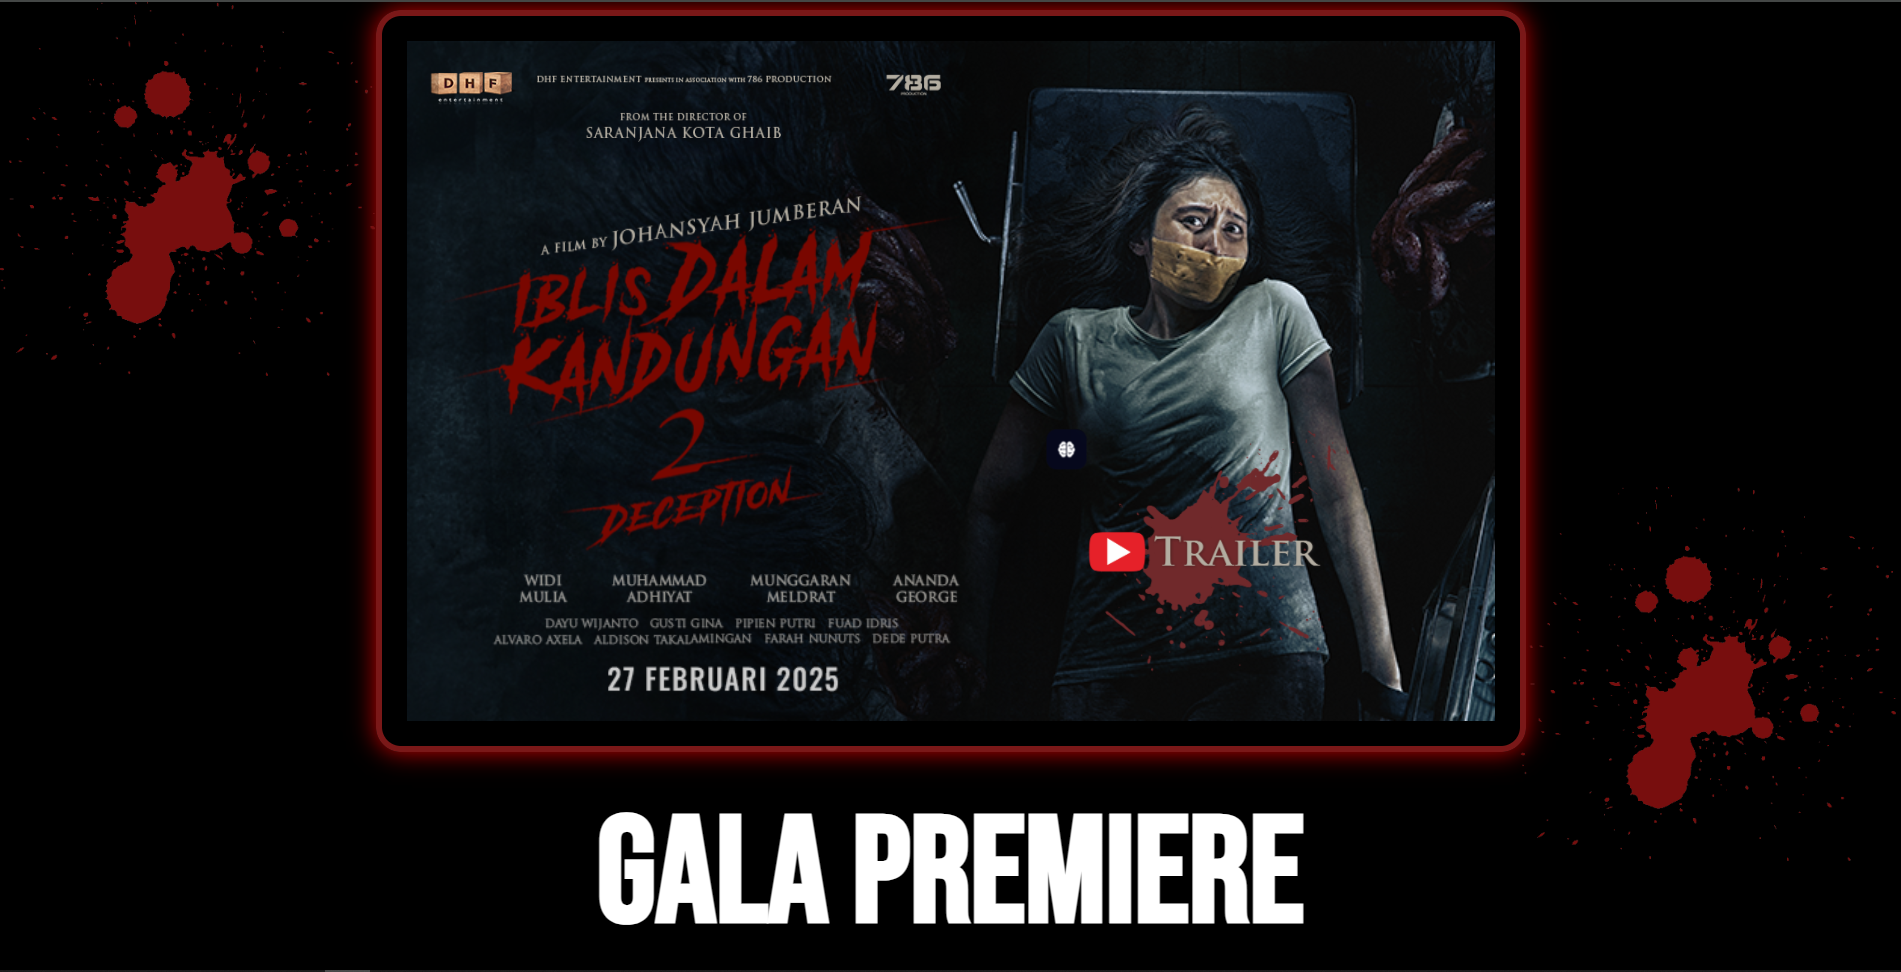 DHF
entertainment
DHF ENTERTAINMENT PRESENTS IN ASSOCIATION WITH 786 PRODUCTION
786
PRODUCTION
FROM THE DIRECTOR OF
SARANJANA KOTA GHAIB
A FILM BY JOHANSYAH JUMBERAN
IBLIS DALAM
KANDUNGAN
2
DECEPTION
TRAILER
WIDI MULIA
MUHAMMAD ADHIYAT
MUNGGARAN MELDRAT
ANANDA GEORGE
DAYU WIJANTO GUSTI GINA PIPIEN PUTRI FUAD IDRIS
ALVARO AXELA ALDISON TAKALAMINGAN FARAH NUNUTS DEDE PUTRA
27 FEBRUARI 2025
GALA PREMIERE